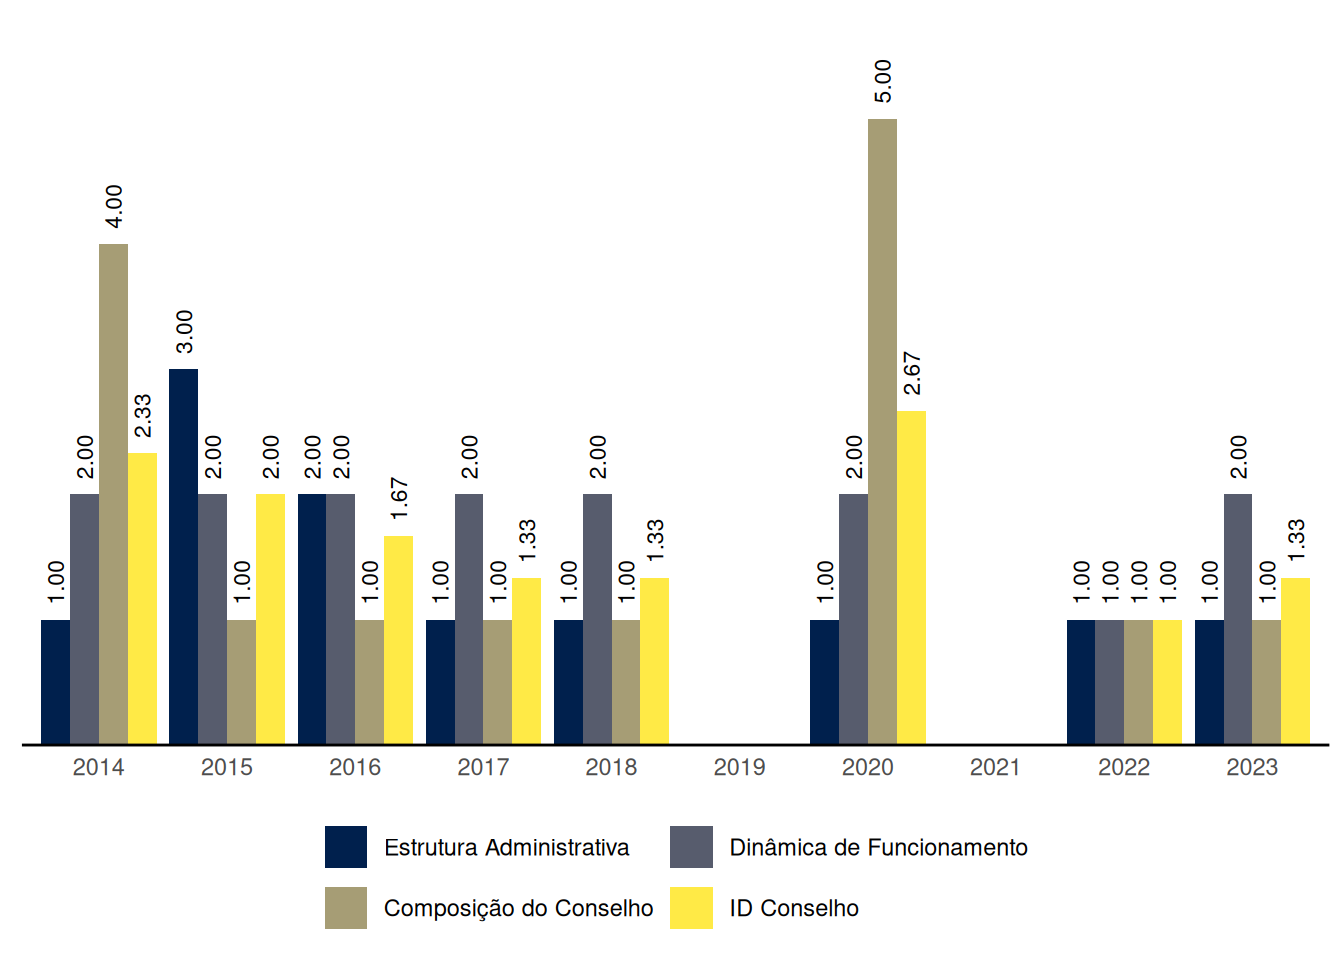 1.00 2.00 4.00 2.33 3.00 2.00 1.00 2.00 2.00 2.00 1.00 1.67 1.00 2.00 1.00 1.33 1.00 2.00 1.00 1.33 1.00 2.00 5.00 2.67 1.00 1.00 1.00 1.00 1.00 2.00 1.00 1.33
2014 2015 2016 2017 2018 2019 2020 2021 2022 2023
Estrutura Administrativa Dinâmica de Funcionamento
Composição do Conselho ID Conselho